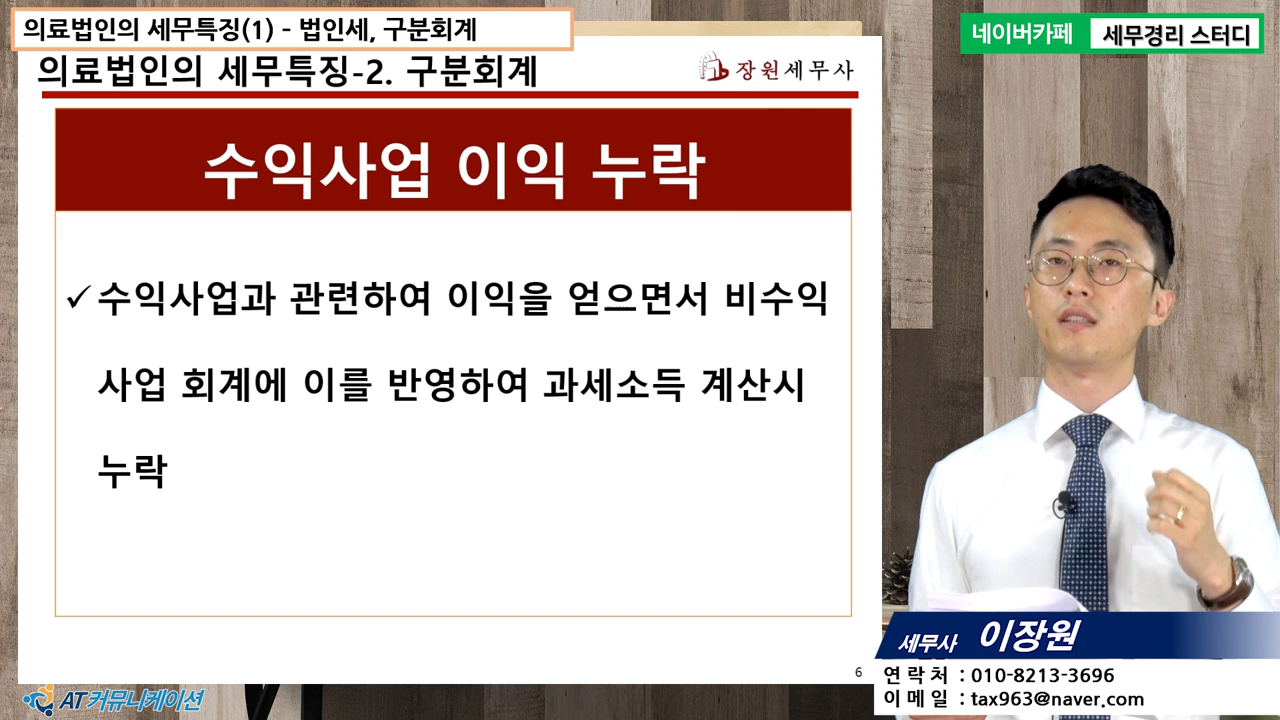 의료법인의 세무특징(1) - 법인세, 구분회계
네이버카페 세무경리 스터디
의료법인의 세무특징-2. 구분회계
장원세무사
수익사업 이익 누락
✓수익사업과 관련하여 이익을 얻으면서 비수익
사업 회계에 이를 반영하여 과세소득 계산시
누락
6
세무사 이장원
연 락 처 : 010-8213-3696
이 메 일 : tax963@naver.com
AT커뮤니케이션